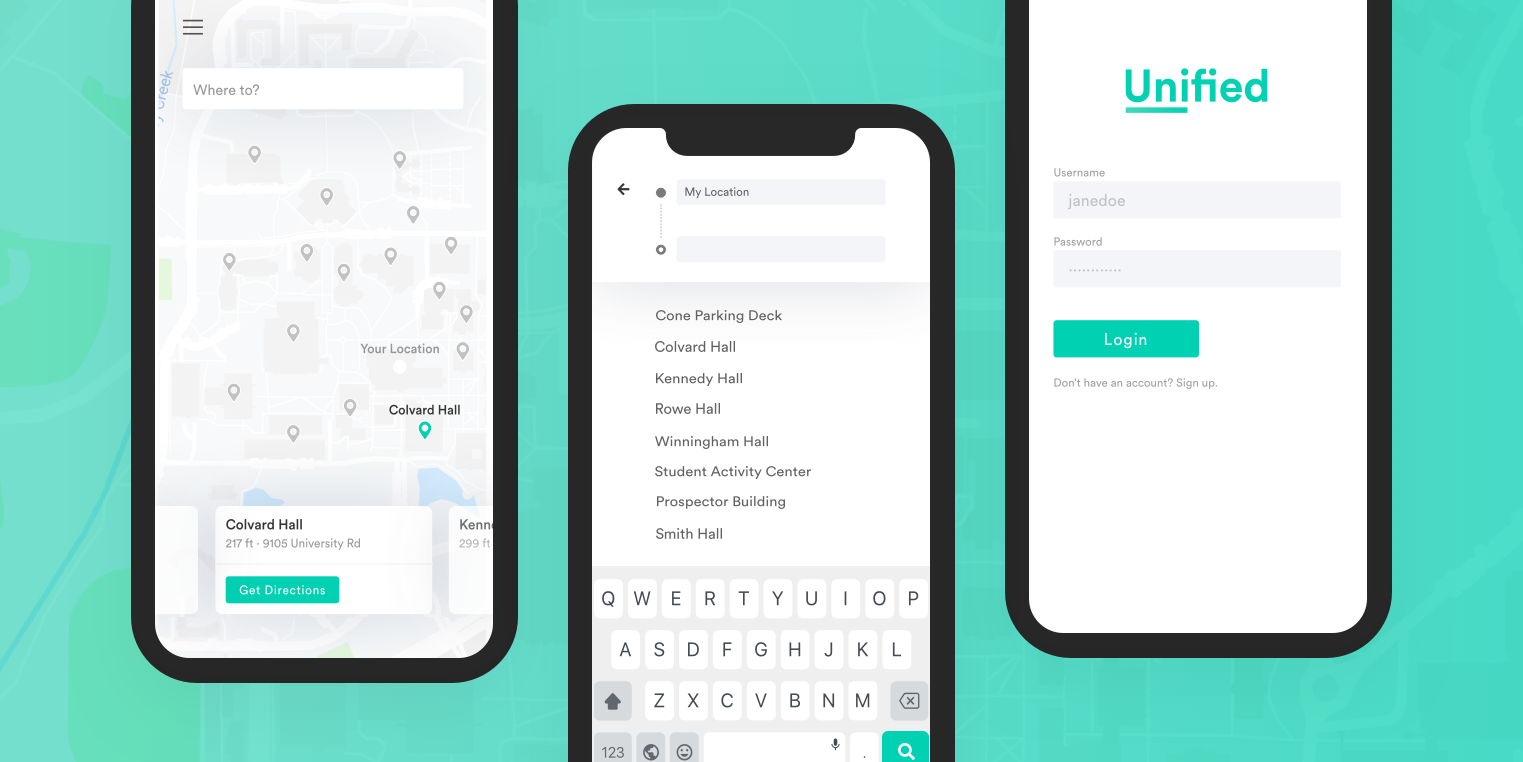 y Creek
Where to?
Your Location
Colvard Hall
Colvard Hall
217 ft · 9105 University Rd
Get Directions
Kenne
299 ft
My Location
Cone Parking Deck
Colvard Hall
Kennedy Hall
Rowe Hall
Winningham Hall
Student Activity Center
Prospector Building
Smith Hall
Q W E R T Y U I O P
A S D F G H J K L
Z X C V B N M
123 .
Unified
Username
janedoe
Password
············
Login
Don't have an account? Sign up.